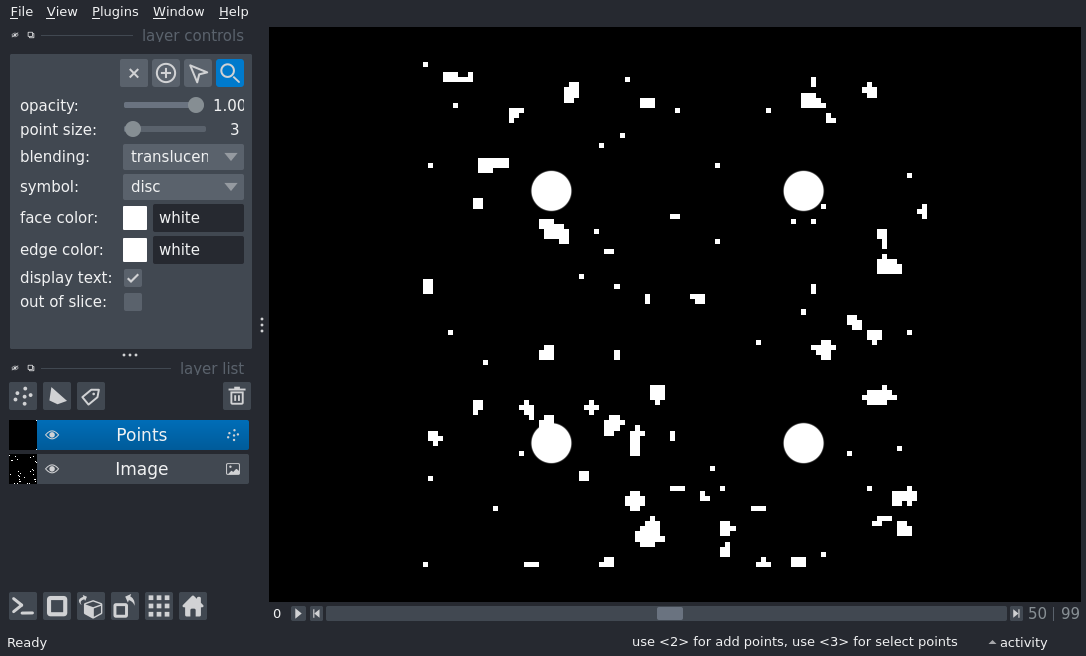 File View Plugins Window Help
layer controls
opacity: 1.00
point size: 3
blending: translucen
symbol: disc
face color: white
edge color: white
display text:
out of slice:
layer list
Points
Image
0 50 | 99
Ready use <2> for add points, use <3> for select points activity